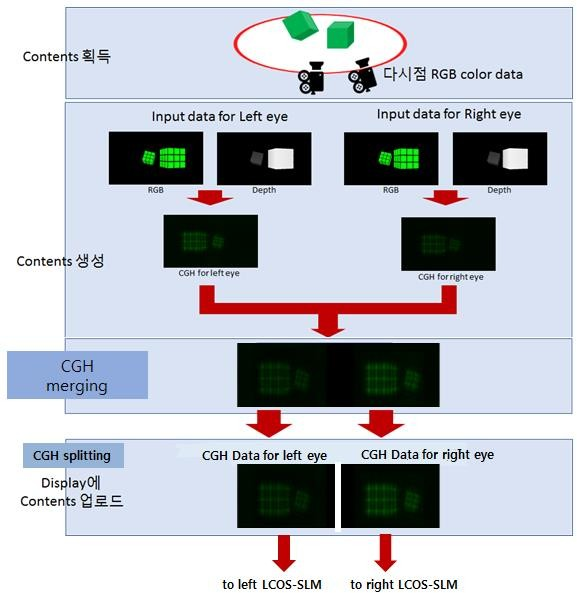 Contents 획득
다시점 RGB color data
Input data for Left eye
Input data for Right eye
RGB
Depth
RGB
Depth
CGH for left eye
CGH for right eye
Contents 생성
CGH
merging
CGH splitting
CGH Data for left eye
CGH Data for right eye
Display에
Contents 업로드
to left LCOS-SLM
to right LCOS-SLM